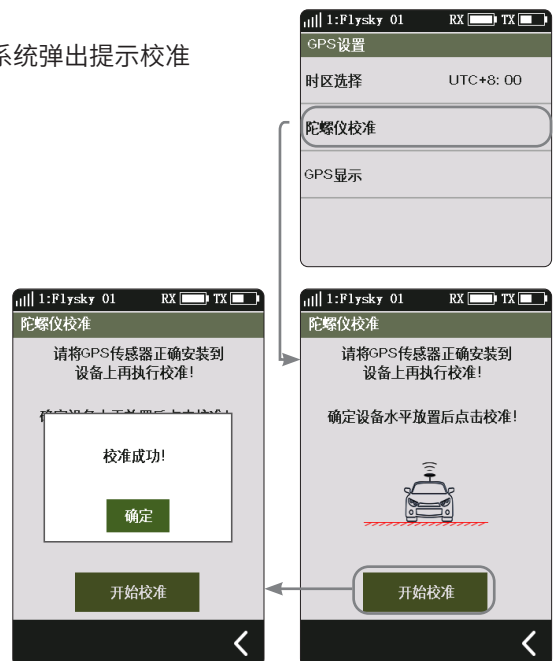 系统弹出提示校准
1:Flysky 01 RX TX
GPS设置
时区选择 UTC+8: 00
陀螺仪校准
GPS显示
1:Flysky 01 RX TX
陀螺仪校准
请将GPS传感器正确安装到
设备上再执行校准!
校准成功!
确定
开始校准
1:Flysky 01 RX TX
陀螺仪校准
请将GPS传感器正确安装到
设备上再执行校准!
确定设备水平放置后点击校准!
开始校准